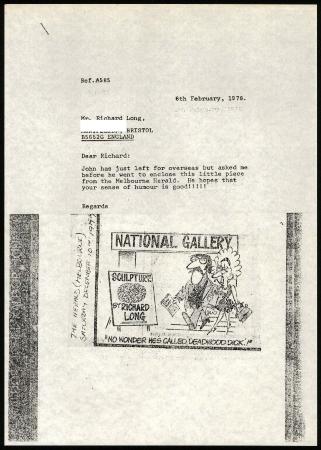 Ref.A585
6th February, 1978.
Mr. Richard Long,
BRISTOL
BS652G ENGLAND
Dear Richard:
John has just left for overseas but asked me
before he went to enclose this little piece
from the Melbourne Herald. He hopes that
your sense of humour is good!!!!!
Regards
THE HERALD (MELBOURNE)
SATURDAY DECEMBER 10TH 1977
NATIONAL GALLERY
SCULPTURE
BY RICHARD
LONG
"NO WONDER HE'S CALLED DEADWOOD DICK!"